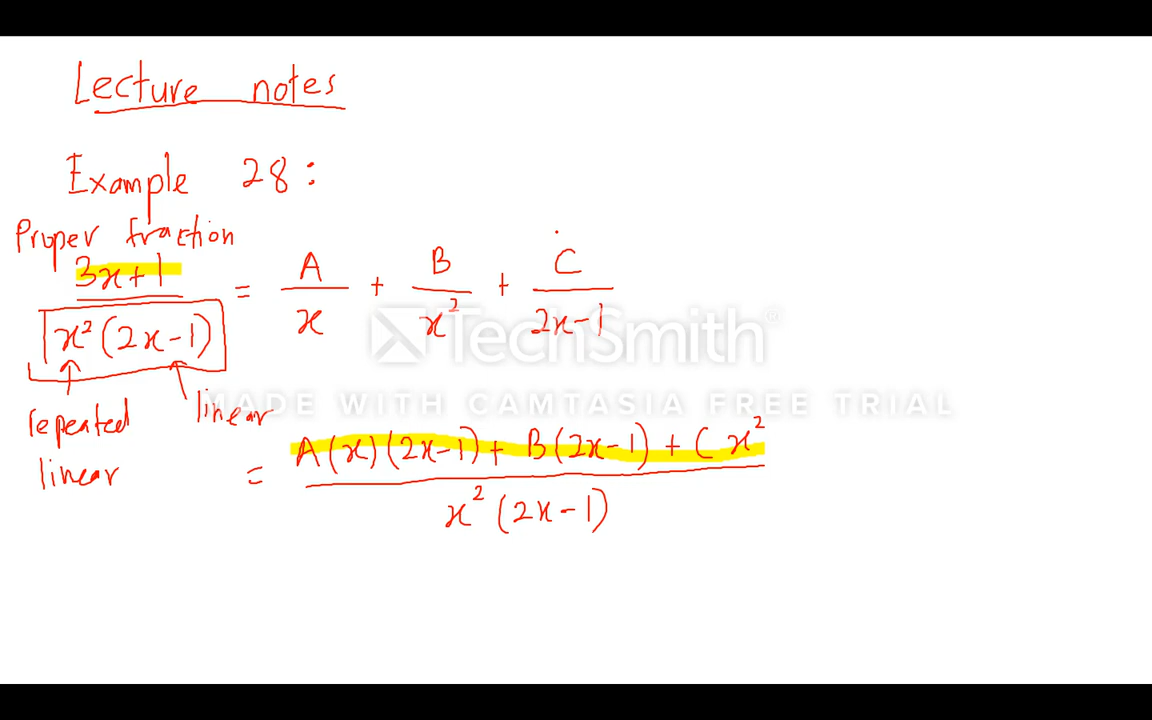 Lecture notes
Example 28:
Proper fraction
3x+1 / x²(2x-1) = A/x + B/x² + C/2x-1
TechSmith
MADE WITH CAMTASIA FREE TRIAL
repeated linear
linear
= A(x)(2x-1) + B(2x-1) + Cx² / x²(2x-1)